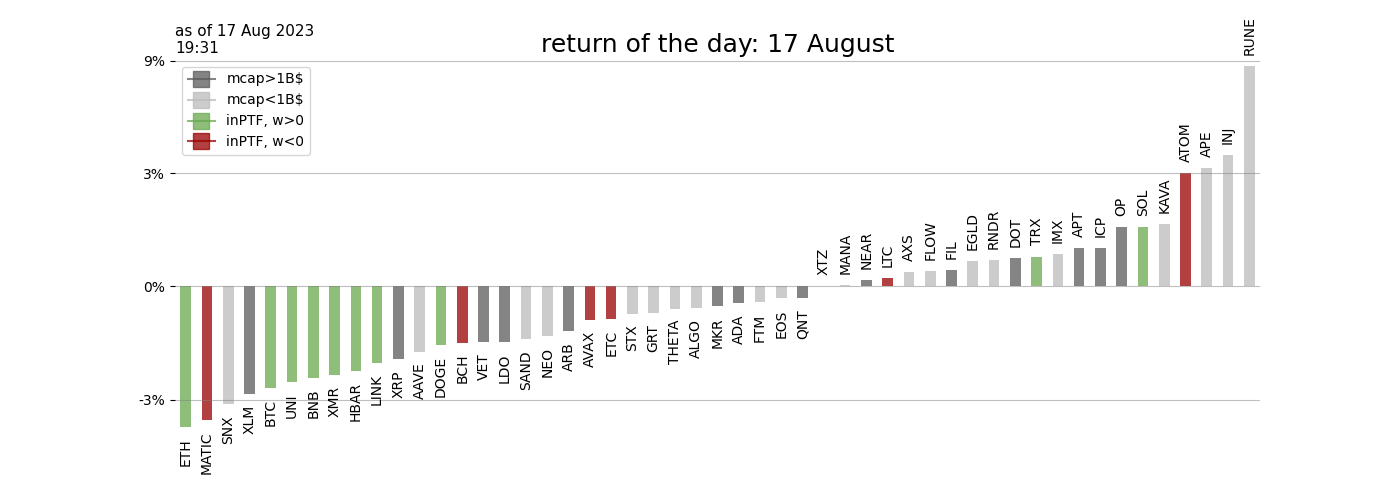 as of 17 Aug 2023
19:31
return of the day: 17 August
9%
3%
0%
-3%
mcap>1B$
mcap<1B$
inPTF, w>0
inPTF, w<0
ETH
MATIC
SNX
XLM
BTC
UNI
BNB
XMR
HBAR
LINK
XRP
AAVE
DOGE
BCH
VET
LDO
SAND
NEO
ARB
AVAX
ETC
STX
GRT
THETA
ALGO
MKR
ADA
FTM
EOS
QNT
XTZ
MANA
NEAR
LTC
AXS
FLOW
FIL
EGLD
RNDR
DOT
TRX
IMX
APT
ICP
OP
SOL
KAVA
ATOM
APE
INJ
RUNE